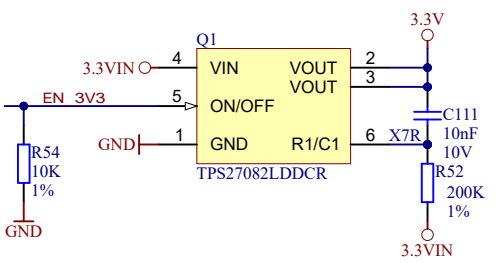 3.3V
Q1
3.3VIN
4
VIN
VOUT
2
VOUT
3
EN_3V3
5
ON/OFF
C111
10nF
10V
GND
1
GND
R1/C1
6
X7R
R54
10K
1%
TPS27082LDDCR
R52
200K
1%
GND
3.3VIN